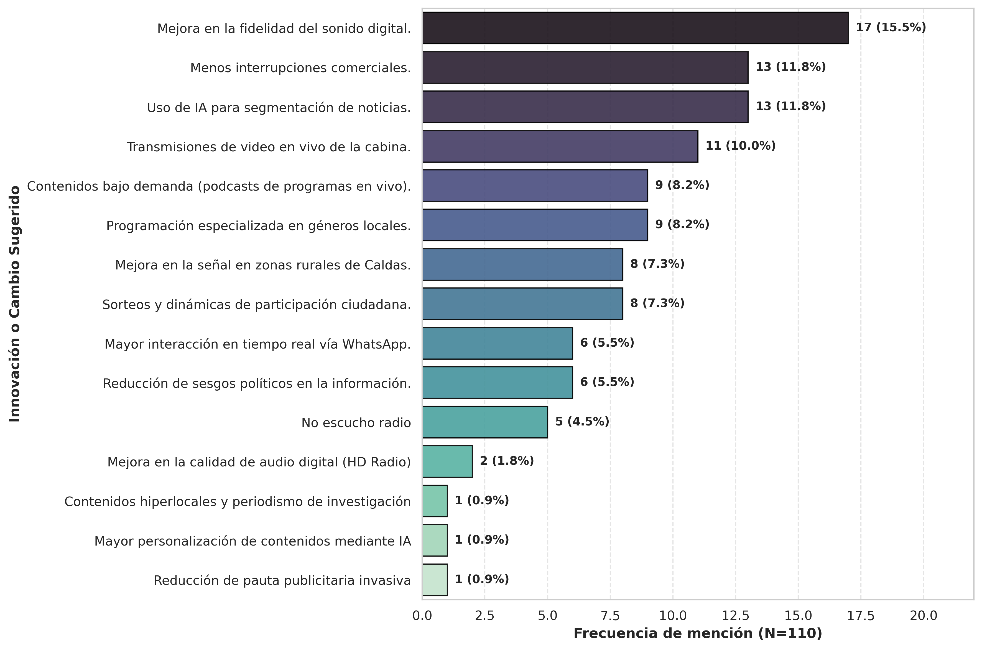 Innovación o Cambio Sugerido
Mejora en la fidelidad del sonido digital. 17 (15.5%)
Menos interrupciones comerciales. 13 (11.8%)
Uso de IA para segmentación de noticias. 13 (11.8%)
Transmisiones de video en vivo de la cabina. 11 (10.0%)
Contenidos bajo demanda (podcasts de programas en vivo). 9 (8.2%)
Programación especializada en géneros locales. 9 (8.2%)
Mejora en la señal en zonas rurales de Caldas. 8 (7.3%)
Sorteos y dinámicas de participación ciudadana. 8 (7.3%)
Mayor interacción en tiempo real vía WhatsApp. 6 (5.5%)
Reducción de sesgos políticos en la información. 6 (5.5%)
No escucho radio 5 (4.5%)
Mejora en la calidad de audio digital (HD Radio) 2 (1.8%)
Contenidos hiperlocales y periodismo de investigación 1 (0.9%)
Mayor personalización de contenidos mediante IA 1 (0.9%)
Reducción de pauta publicitaria invasiva 1 (0.9%)
0.0 2.5 5.0 7.5 10.0 12.5 15.0 17.5 20.0
Frecuencia de mención (N=110)